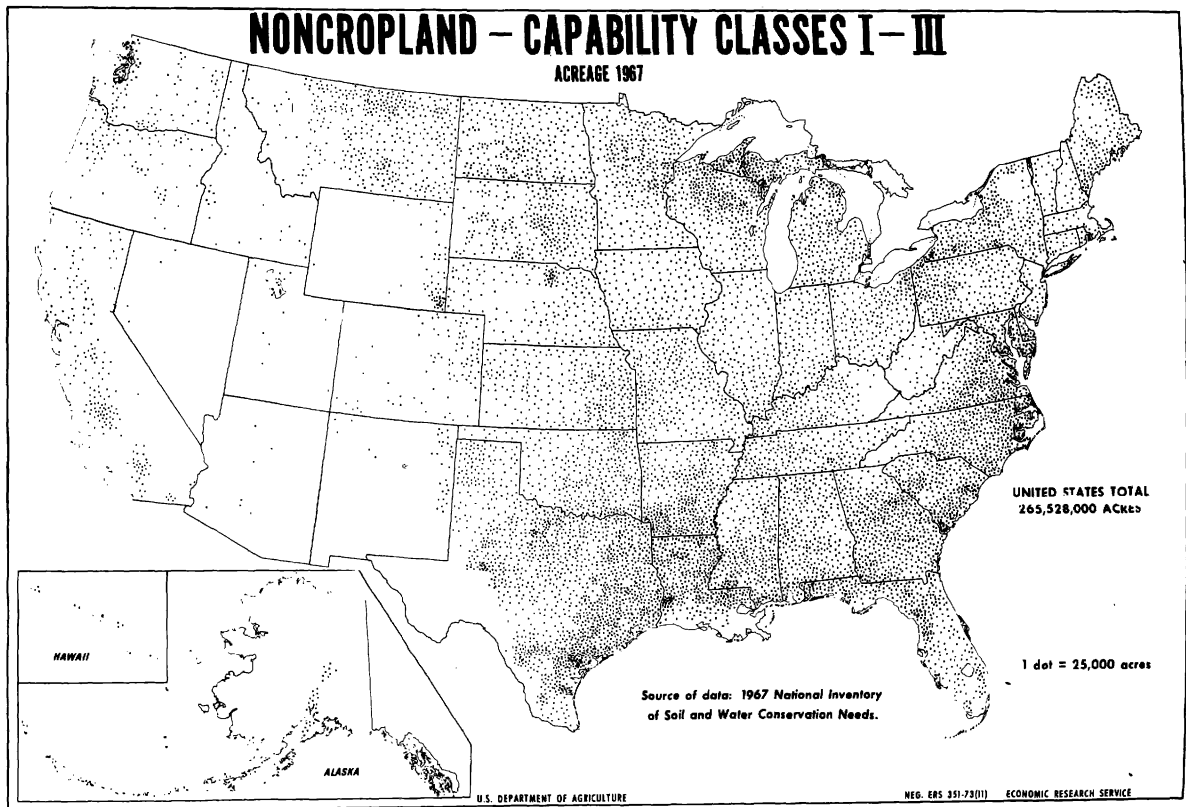 NONCROPLAND – CAPABILITY CLASSES I – III
ACREAGE 1967
UNITED STATES TOTAL
265,528,000 ACRES
HAWAII
1 dot = 25,000 acres
Source of data: 1967 National Inventory
of Soil and Water Conservation Needs.
ALASKA
U.S. DEPARTMENT OF AGRICULTURE
NEG. ERS 351-73(11) ECONOMIC RESEARCH SERVICE